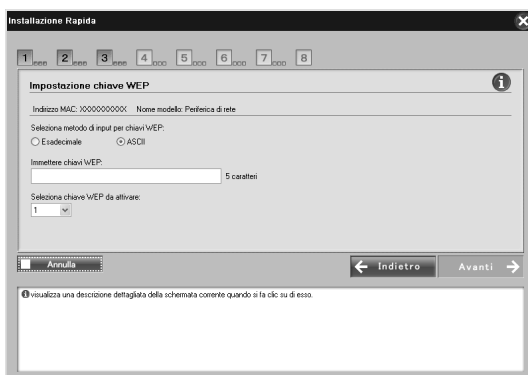 Installazione Rapida
1 2 3 4 5 6 7 8
Impostazione chiave WEP
Indirizzo MAC: XXXXXXXXXX Nome modello: Periferica di rete
Seleziona metodo di input per chiavi WEP:
Esadecimale ASCII
Immettere chiavi WEP:
5 caratteri
Seleziona chiave WEP da attivare:
1
Annulla Indietro Avanti
visualizza una descrizione dettagliata della schermata corrente quando si fa clic su di esso.